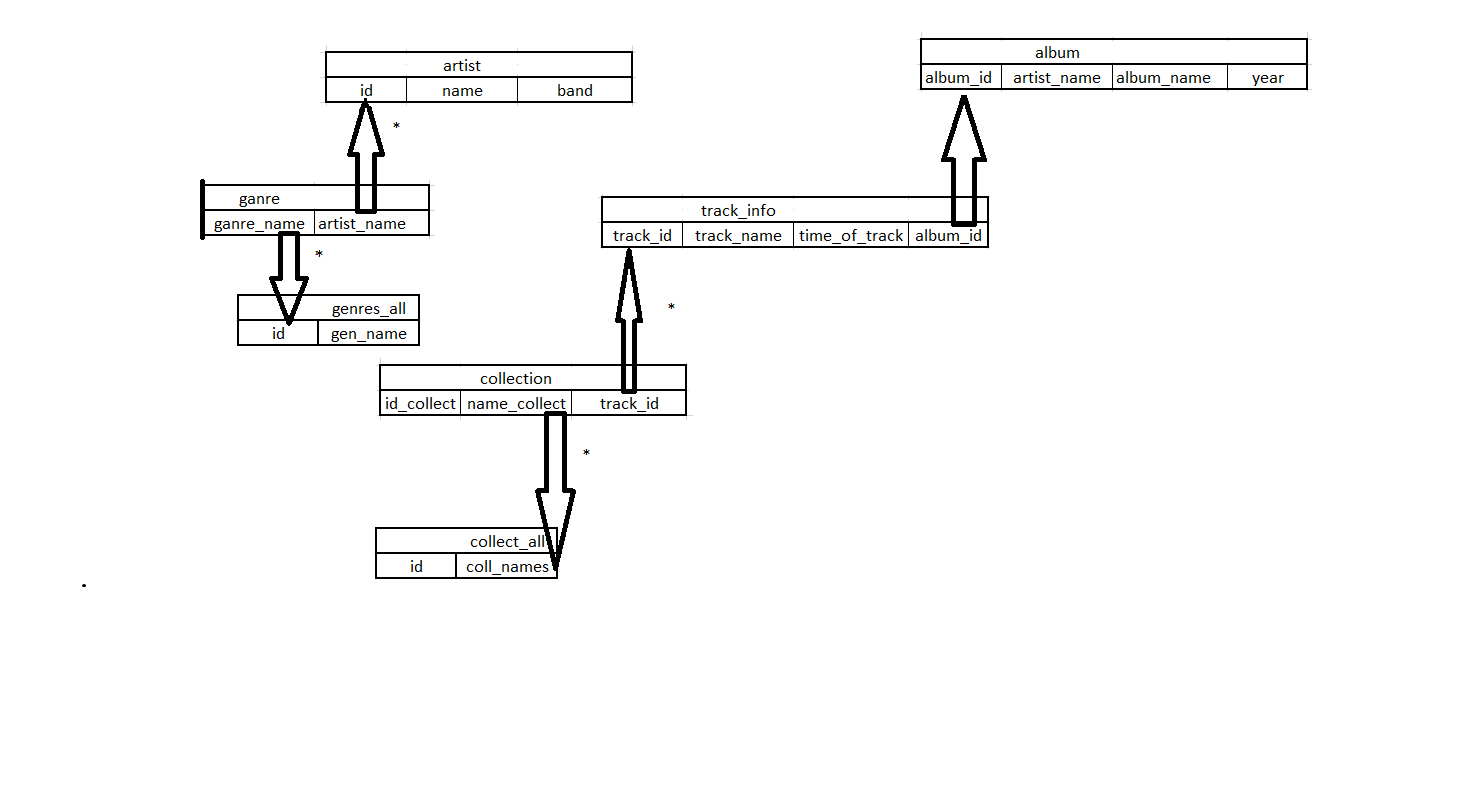 artist
id name band
*
album
album_id artist_name album_name year
ganre
ganre_name artist_name
*
genres_all
id gen_name
track_info
track_id track_name time_of_track album_id
*
collection
id_collect name_collect track_id
*
collect_all
id coll_names
.